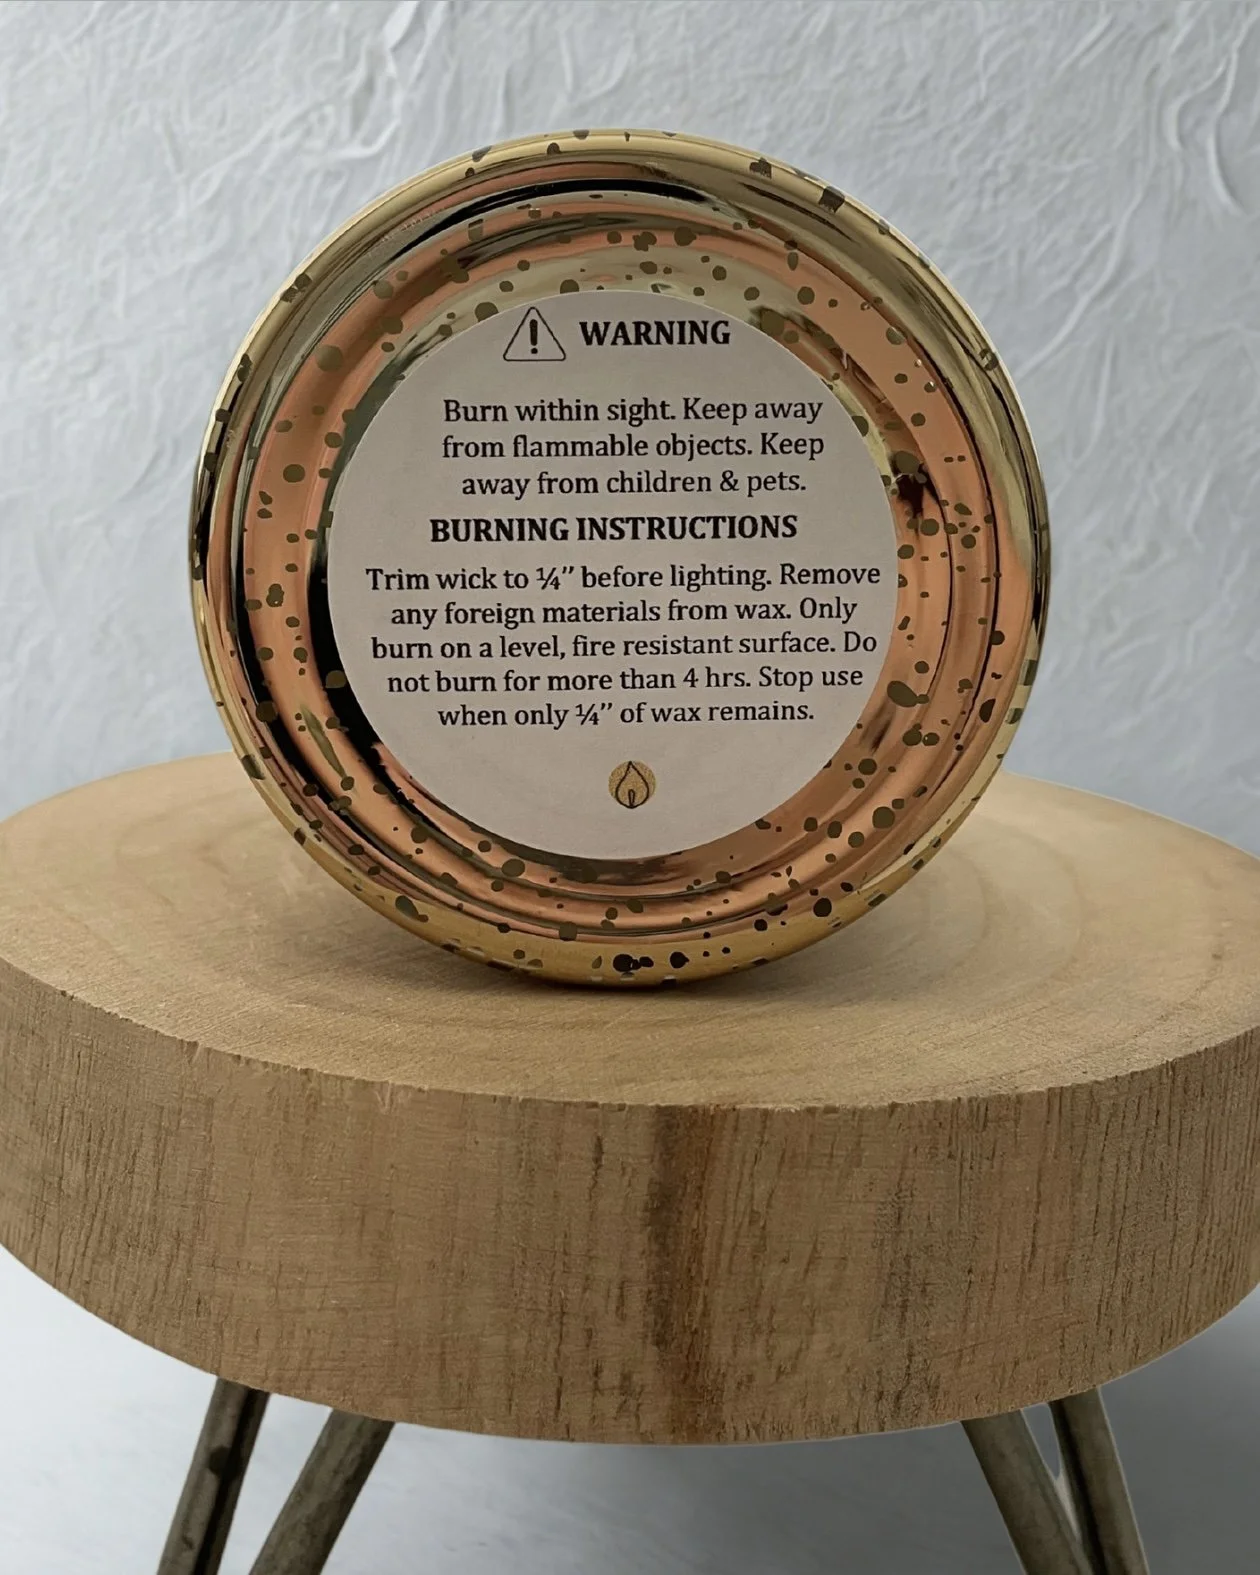 WARNING
Burn within sight. Keep away
from flammable objects. Keep
away from children & pets.
BURNING INSTRUCTIONS
Trim wick to ¼” before lighting. Remove
any foreign materials from wax. Only
burn on a level, fire resistant surface. Do
not burn for more than 4 hrs. Stop use
when only ¼” of wax remains.